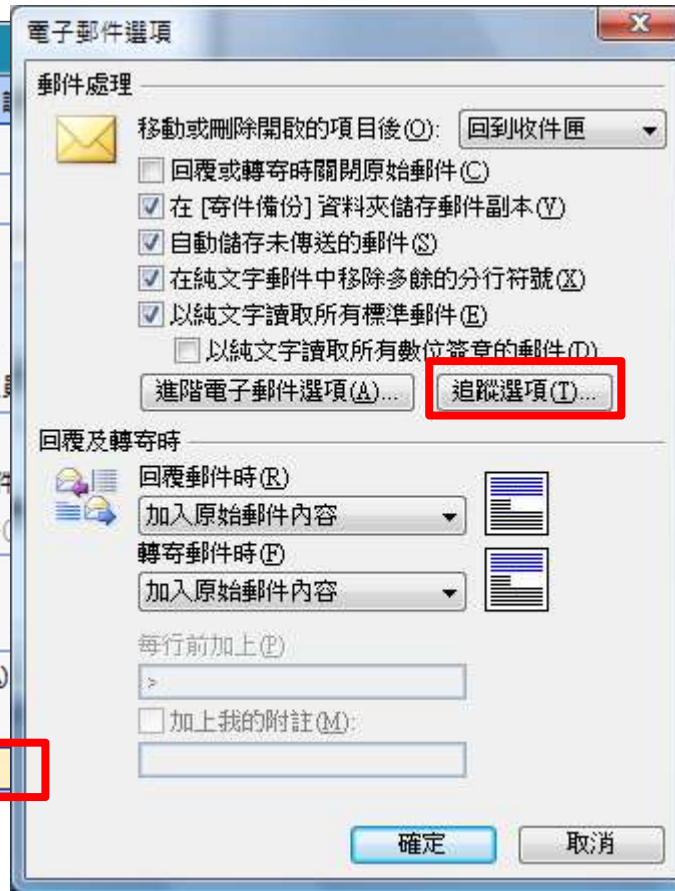 電子郵件選項
郵件處理
移動或刪除開啟的項目後(O): 回到收件匣
回覆或轉寄時關閉原始郵件(C)
在 [寄件備份] 資料夾儲存郵件副本(Y)
自動儲存未傳送的郵件(S)
在純文字郵件中移除多餘的分行符號(X)
以純文字讀取所有標準郵件(E)
以純文字讀取所有數位簽章的郵件(D)
進階電子郵件選項(A)... 追蹤選項(T)...
回覆及轉寄時
回覆郵件時(R)
加入原始郵件內容
轉寄郵件時(F)
加入原始郵件內容
每行前加上(P)
>
加上我的附註(M):
確定 取消